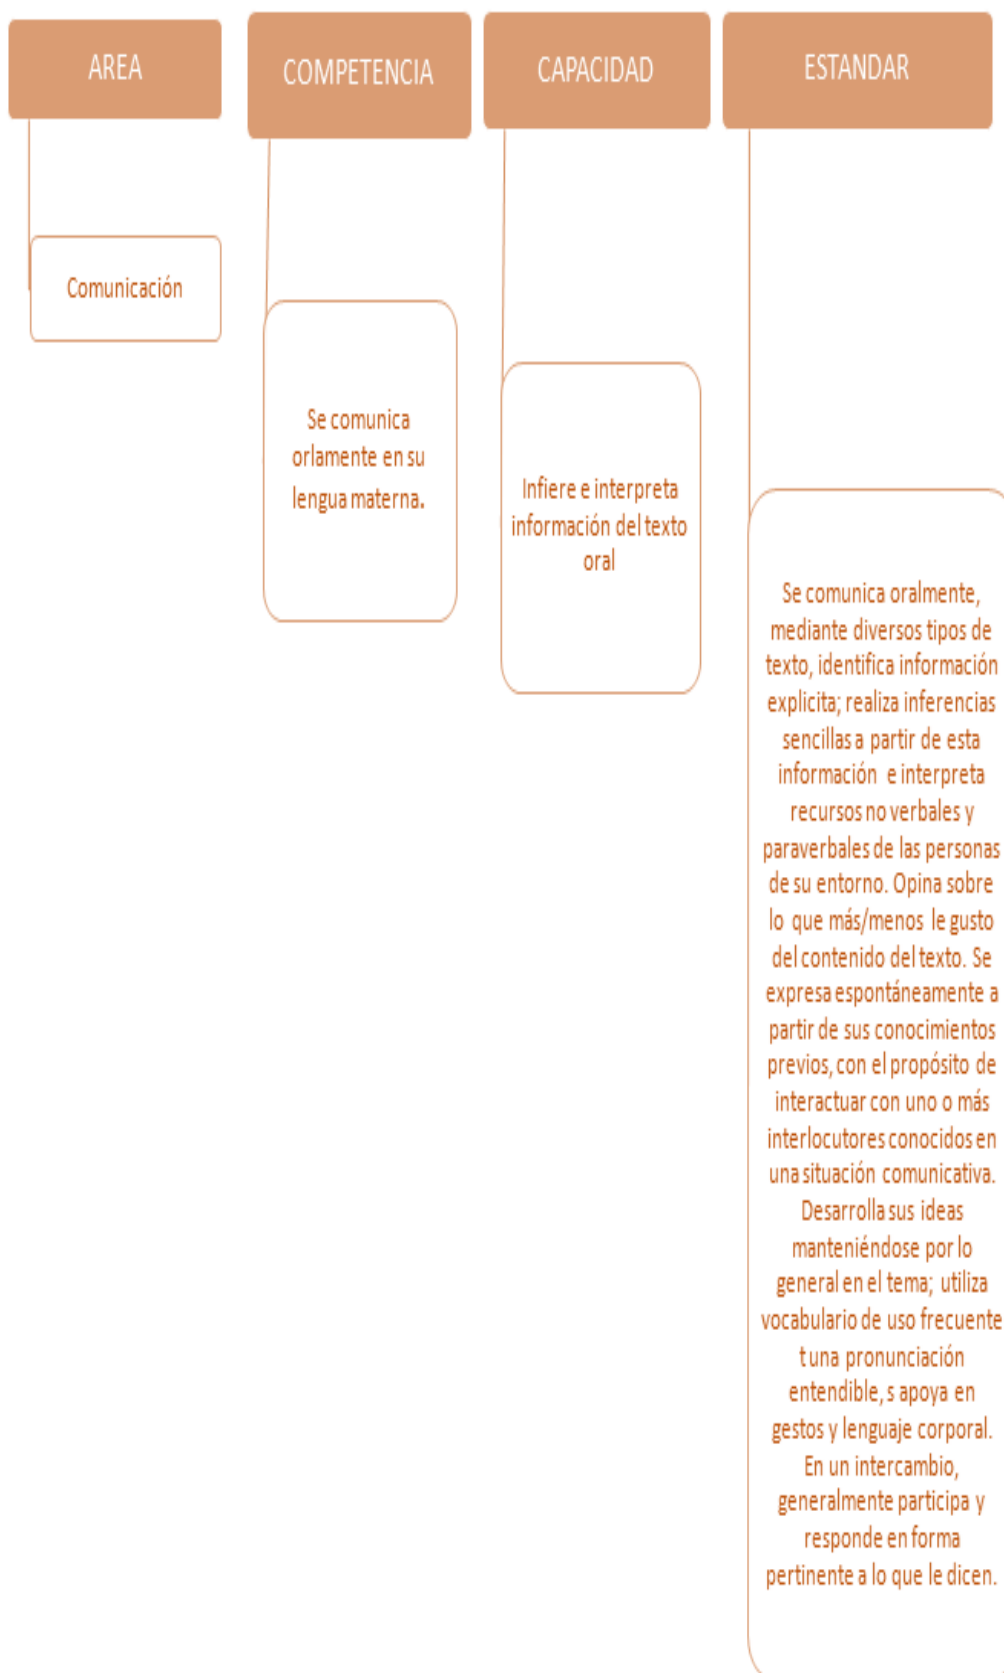 AREA
COMPETENCIA
CAPACIDAD
ESTANDAR
Comunicación
Se comunica
orlamente en su
lengua materna.
Infiere e interpreta
información del texto
oral
Se comunica oralmente,
mediante diversos tipos de
texto, identifica información
explicita; realiza inferencias
sencillas a partir de esta
información e interpreta
recursos no verbales y
paraverbales de las personas
de su entorno. Opina sobre
lo que más/menos le gusto
del contenido del texto. Se
expresa espontáneamente a
partir de sus conocimientos
previos, con el propósito de
interactuar con uno o más
interlocutores conocidos en
una situación comunicativa.
Desarrolla sus ideas
manteniéndose por lo
general en el tema; utiliza
vocabulario de uso frecuente
t una pronunciación
entendible, s apoya en
gestos y lenguaje corporal.
En un intercambio,
generalmente participa y
responde en forma
pertinente a lo que le dicen.